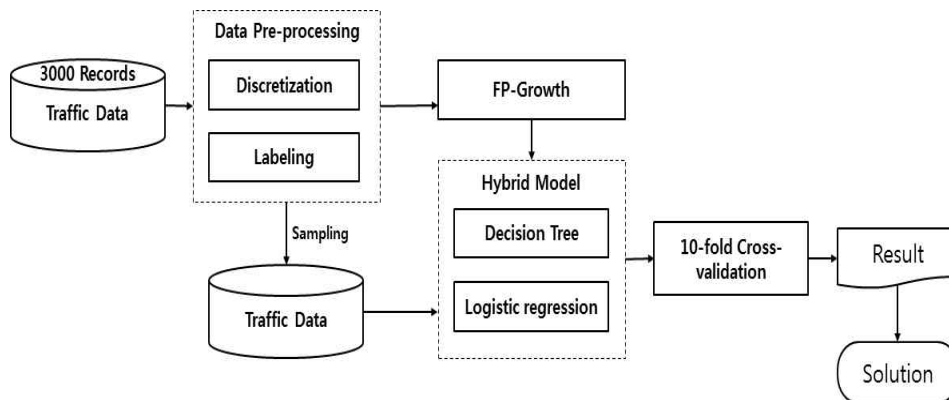 3000 Records
Traffic Data
Data Pre-processing
Discretization
Labeling
Sampling
Traffic Data
FP-Growth
Hybrid Model
Decision Tree
Logistic regression
10-fold Cross-
validation
Result
Solution